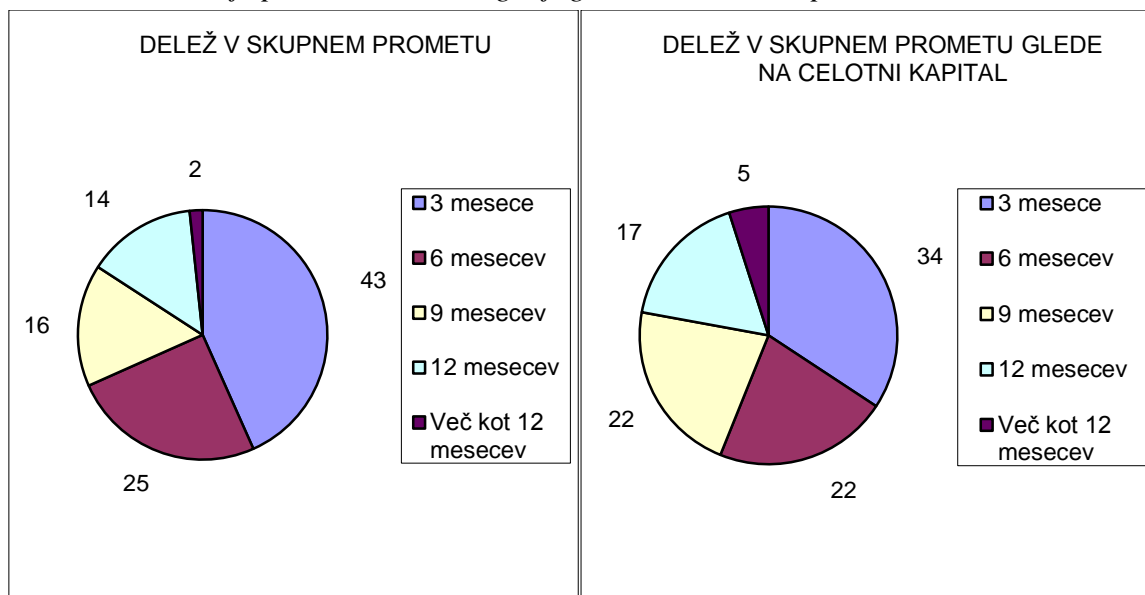 DELEŽ V SKUPNEM PROMETU
2
14
16
25
43
3 mesece
6 mesecev
9 mesecev
12 mesecev
Več kot 12
mesecev
DELEŽ V SKUPNEM PROMETU GLEDE
NA CELOTNI KAPITAL
5
17
22
22
34
3 mesece
6 mesecev
9 mesecev
12 mesecev
Več kot 12
mesecev